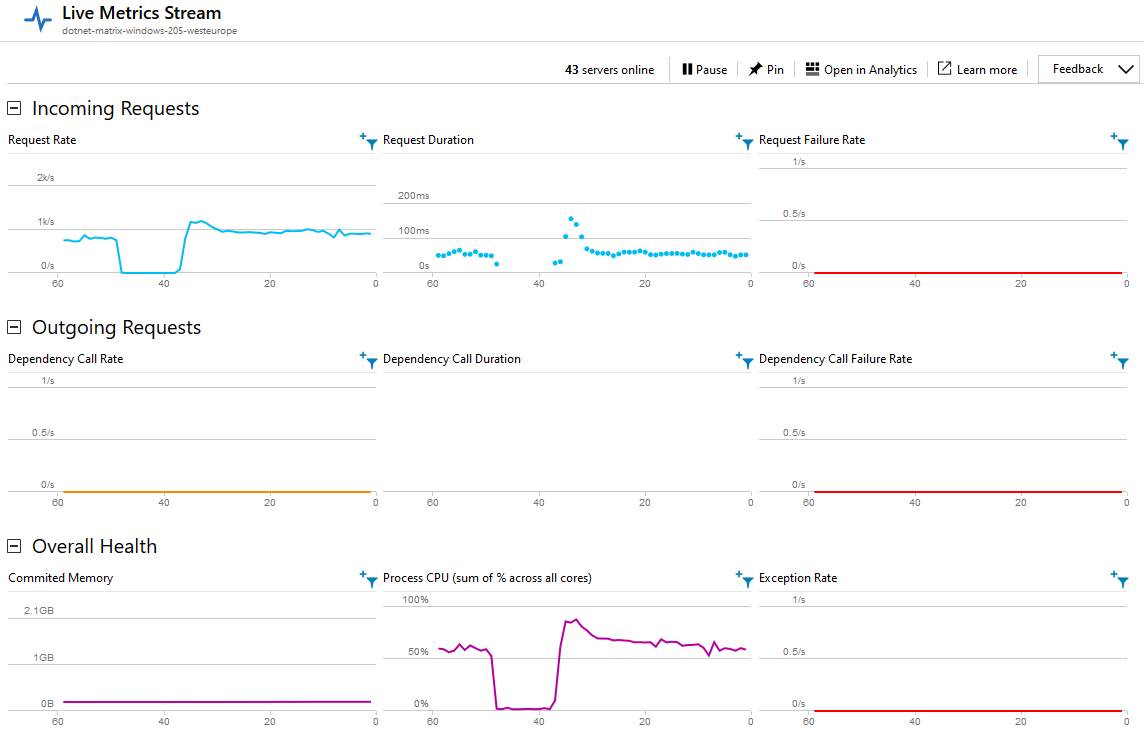 Live Metrics Stream
dotnet-matrix-windows-205-westeurope
43 servers online Pause Pin Open in Analytics Learn more Feedback
Incoming Requests
Request Rate Request Duration Request Failure Rate
2k/s
1k/s
0/s
60 40 20 0
200ms
100ms
0s
60 40 20 0
1/s
0.5/s
0/s
60 40 20 0
Outgoing Requests
Dependency Call Rate Dependency Call Duration Dependency Call Failure Rate
1/s
0.5/s
0/s
60 40 20 0
60 40 20 0
1/s
0.5/s
0/s
60 40 20 0
Overall Health
Commited Memory Process CPU (sum of % across all cores) Exception Rate
2.1GB
1GB
0B
60 40 20 0
100%
50%
0%
60 40 20 0
1/s
0.5/s
0/s
60 40 20 0